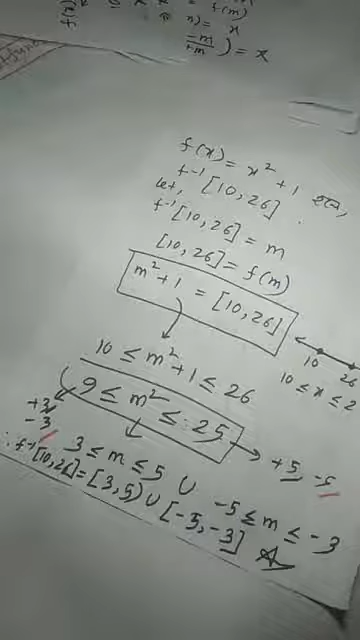 f(m)
= x
) = x
f(x) = x² + 1
f⁻¹ [10, 26]
let,
f⁻¹ [10, 26] = m
[10, 26] = f(m)
m² + 1 = [10, 26]
10 26
10 ≤ x ≤ 2
10 ≤ m² + 1 ≤ 26
9 ≤ m² ≤ 25
+3
-3
+5, -5
3 ≤ m ≤ 5 ∪ -5 ≤ m ≤ -3
∴ f⁻¹ [10, 26] = [3, 5) ∪ [-5, -3]